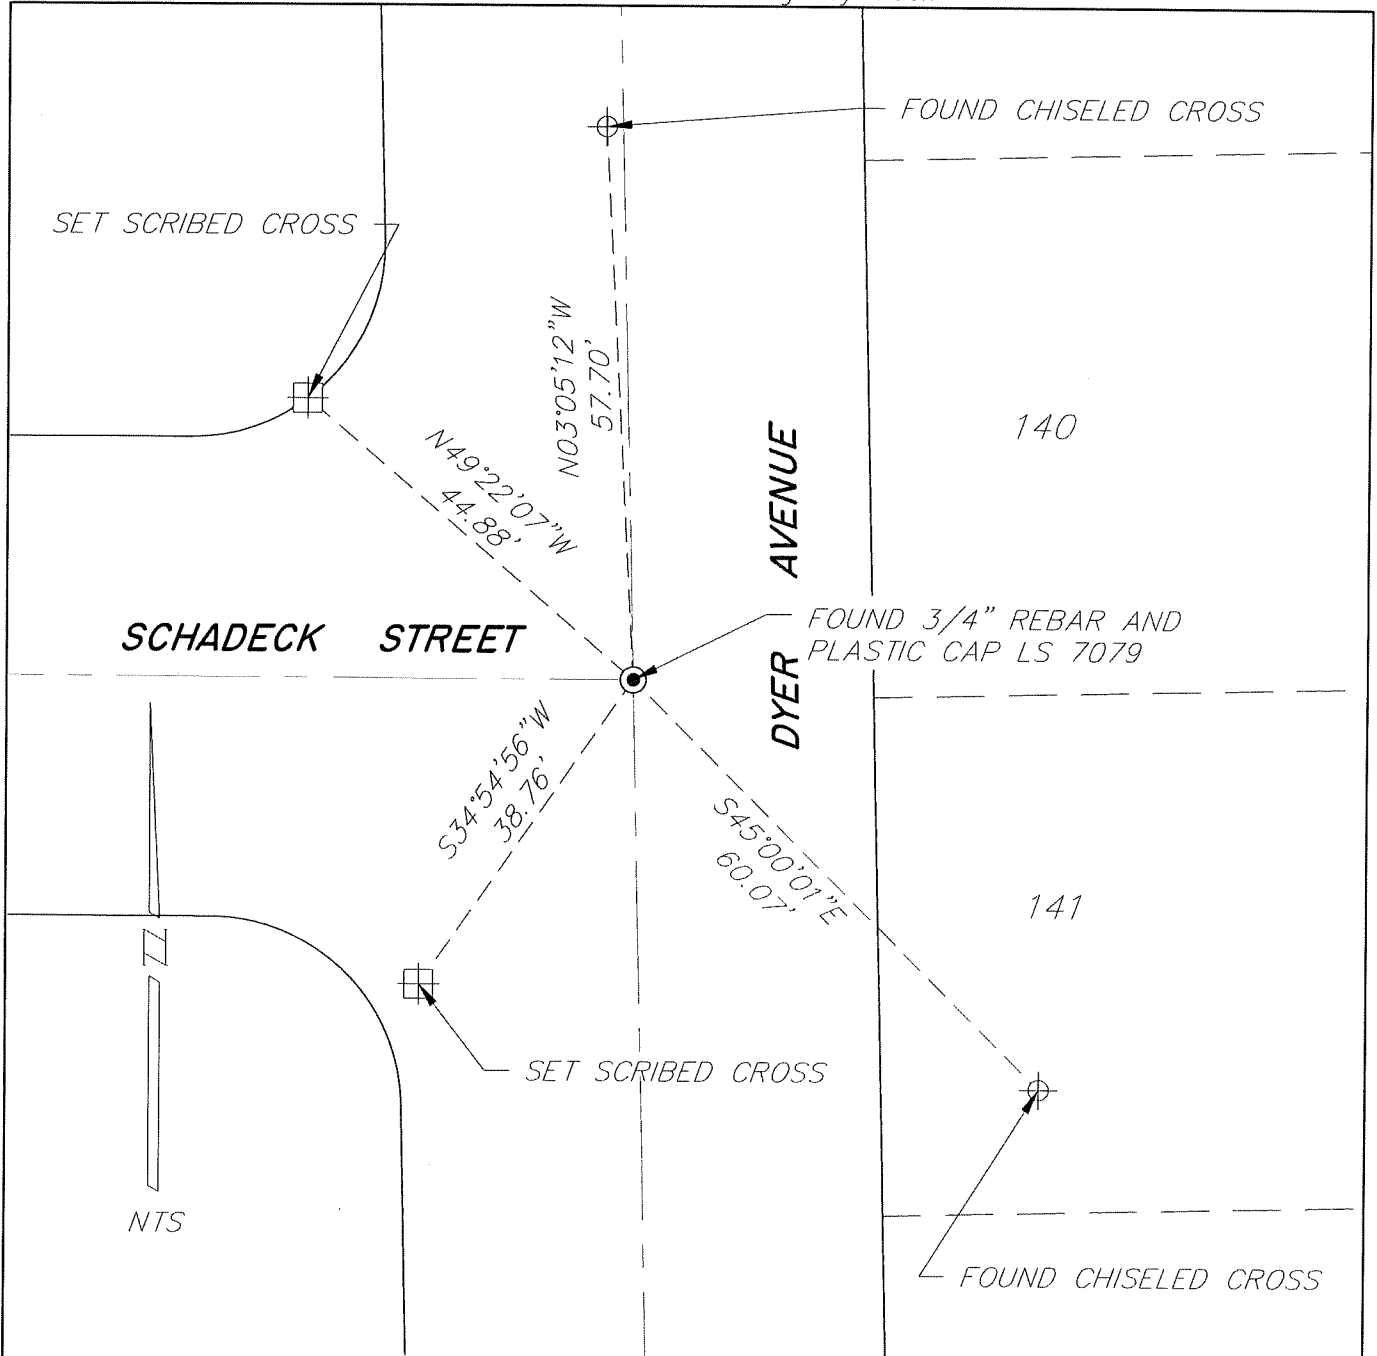 FOUND CHISELED CROSS
SET SCRIBED CROSS
N03°05'12"W
57.70'
N49°22'07"W
44.88'
140
DYER AVENUE
SCHADECK STREET
FOUND 3/4" REBAR AND
PLASTIC CAP LS 7079
S34°54'56"W
38.76'
S45°00'01"E
60.07'
141
N
SET SCRIBED CROSS
NTS
FOUND CHISELED CROSS